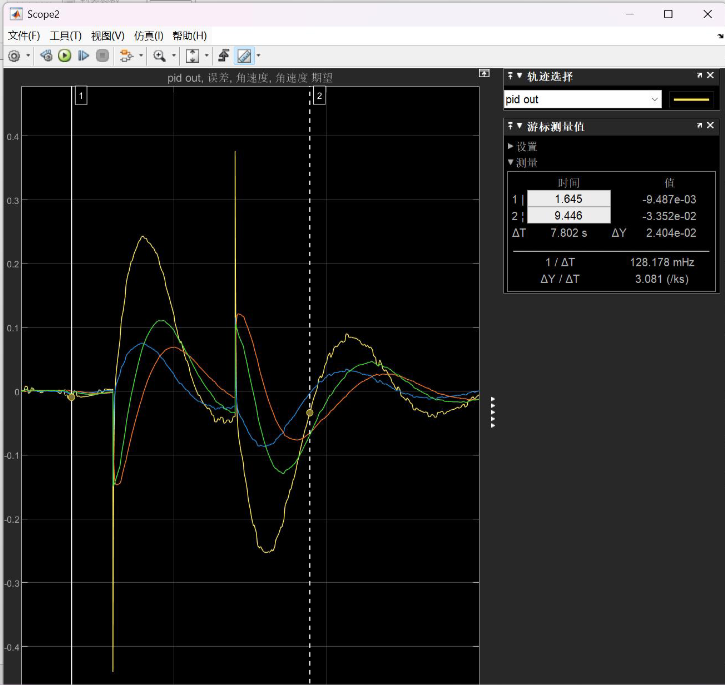 Scope2
文件(F) 工具(T) 视图(V) 仿真(I) 帮助(H)
pid out, 误差, 角速度, 角速度 期望
1
2
0.4
0.3
0.2
0.1
0
-0.1
-0.2
-0.3
-0.4
轨迹选择
pid out
游标测量值
设置
测量
时间 值
1 | 1.645 -9.487e-03
2 ¦ 9.446 -3.352e-02
ΔT 7.802 s ΔY 2.404e-02
1 / ΔT 128.178 mHz
ΔY / ΔT 3.081 (/ks)